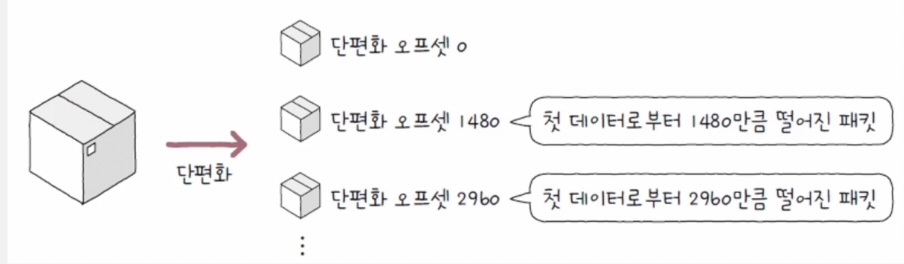 단편화 오프셋 0
단편화 오프셋 1480
첫 데이터로부터 1480만큼 떨어진 패킷
단편화
단편화 오프셋 2960
첫 데이터로부터 2960만큼 떨어진 패킷